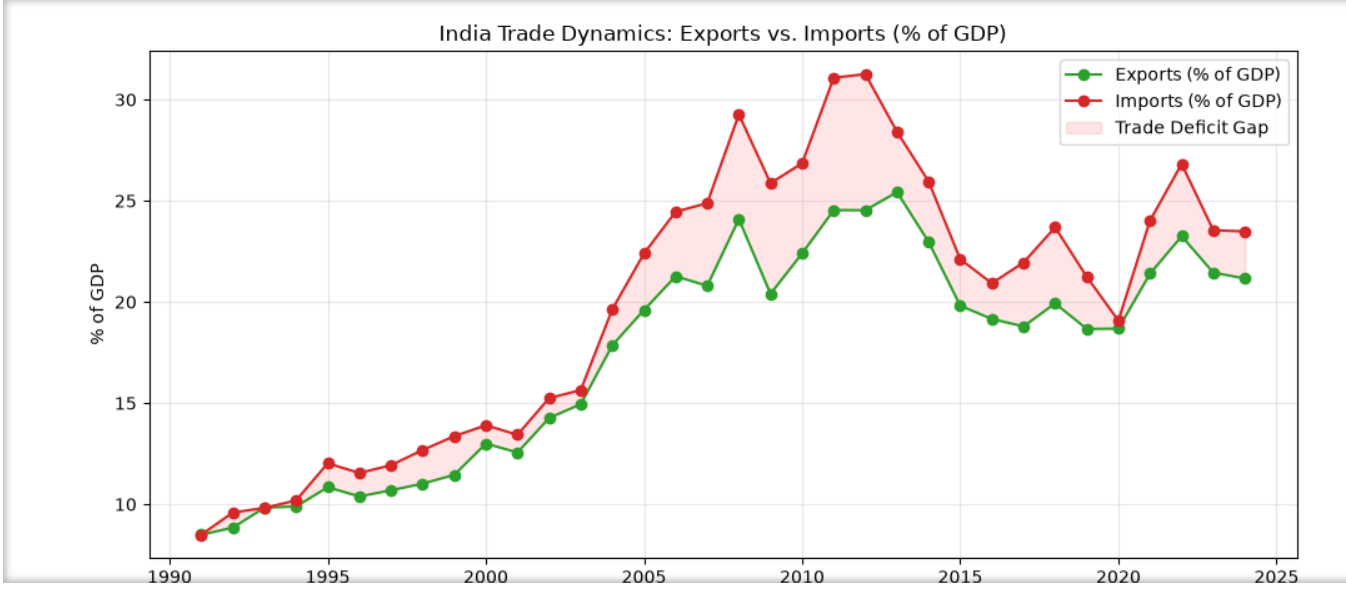 India Trade Dynamics: Exports vs. Imports (% of GDP)
Exports (% of GDP)
Imports (% of GDP)
Trade Deficit Gap
% of GDP
30
25
20
15
10
1990 1995 2000 2005 2010 2015 2020 2025